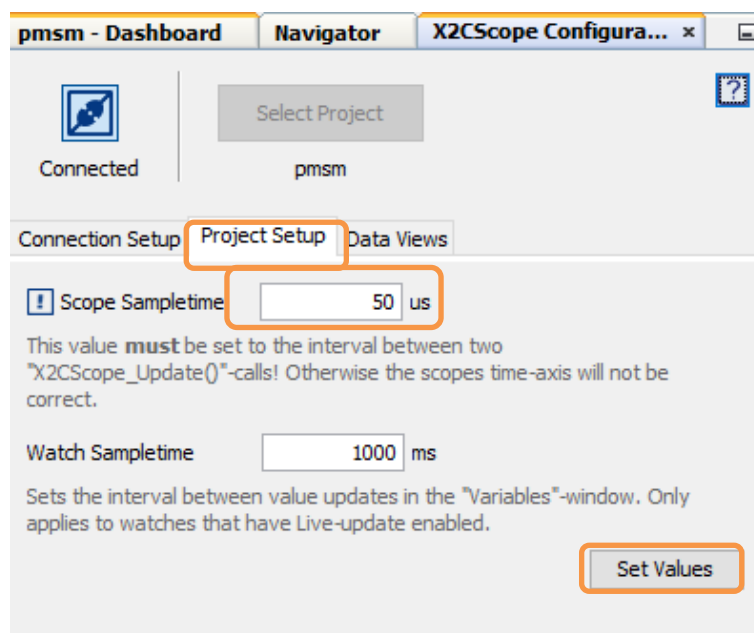 pmsm - Dashboard Navigator X2CScope Configura... ×
?
Select Project
Connected pmsm
Connection Setup Project Setup Data Views
! Scope Sampletime 50 us
This value must be set to the interval between two
"X2CScope_Update()"-calls! Otherwise the scopes time-axis will not be
correct.
Watch Sampletime 1000 ms
Sets the interval between value updates in the "Variables"-window. Only
applies to watches that have Live-update enabled.
Set Values